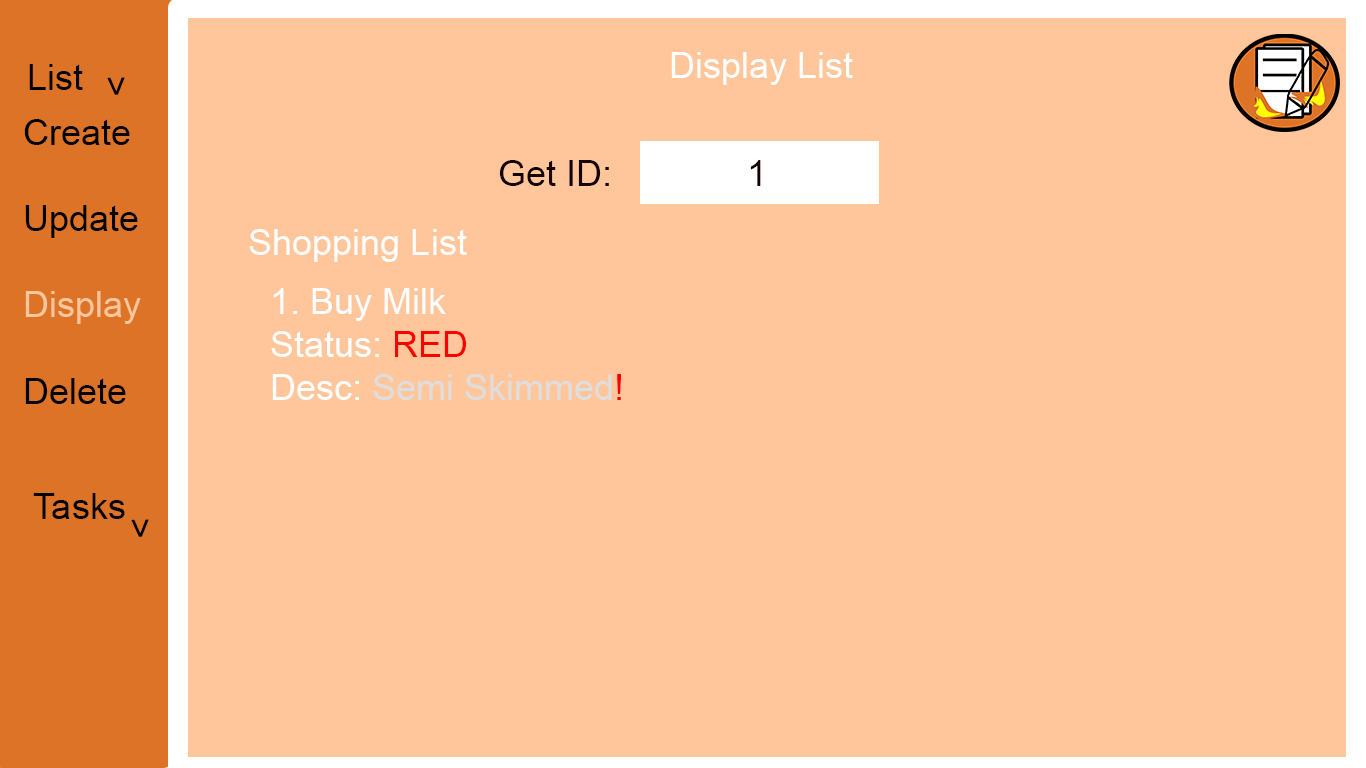 List v
Create
Update
Display
Delete
Tasks v
Display List
Get ID: 1
Shopping List
1. Buy Milk
Status: RED
Desc: Semi Skimmed!